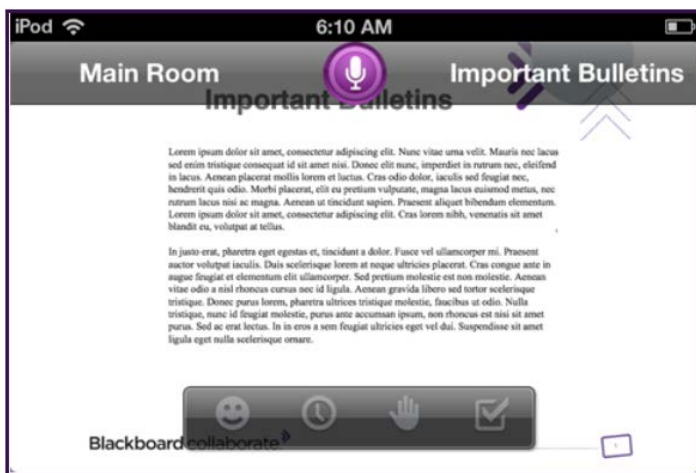 iPod 6:10 AM
Main Room Important Bulletins
Important Bulletins
Lorem ipsum dolor sit amet, consectetur adipiscing elit. Nunc vitae urna velit. Mauris nec lacus
sed enim tristique consequat id sit amet nisi. Donec elit nunc, imperdiet in rutrum nec, eleifend
in lacus. Aenean placerat mollis lorem et luctus. Cras odio dolor, iaculis sed feugiat nec,
hendrerit quis odio. Morbi placerat, elit eu pretium vulputate, magna lacus euismod metus, nec
rutrum lacus nisi ac magna. Aenean ut tincidunt sapien. Praesent aliquet bibendum elementum.
Lorem ipsum dolor sit amet, consectetur adipiscing elit. Cras lorem nibh, venenatis sit amet
blandit eu, volutpat at tellus.
In justo erat, pharetra eget egestas et, tincidunt a dolor. Fusce vel ullamcorper mi. Praesent
auctor volutpat iaculis. Duis scelerisque lorem at neque ultricies placerat. Cras congue ante in
augue feugiat et elementum elit ullamcorper. Sed pretium molestie est non molestie. Aenean
vitae odio a nisl rhoncus cursus nec id ligula. Aenean gravida libero sed tortor scelerisque
tristique. Donec purus lorem, pharetra ultrices tristique molestie, faucibus ut odio. Nulla
tristique, nunc id feugiat molestie, purus ante accumsan ipsum, non rhoncus est nisi sit amet
purus. Sed ac erat lectus. In in eros a sem feugiat ultricies eget vel dui. Suspendisse sit amet
ligula eget nulla scelerisque ornare.
Blackboard collaborate